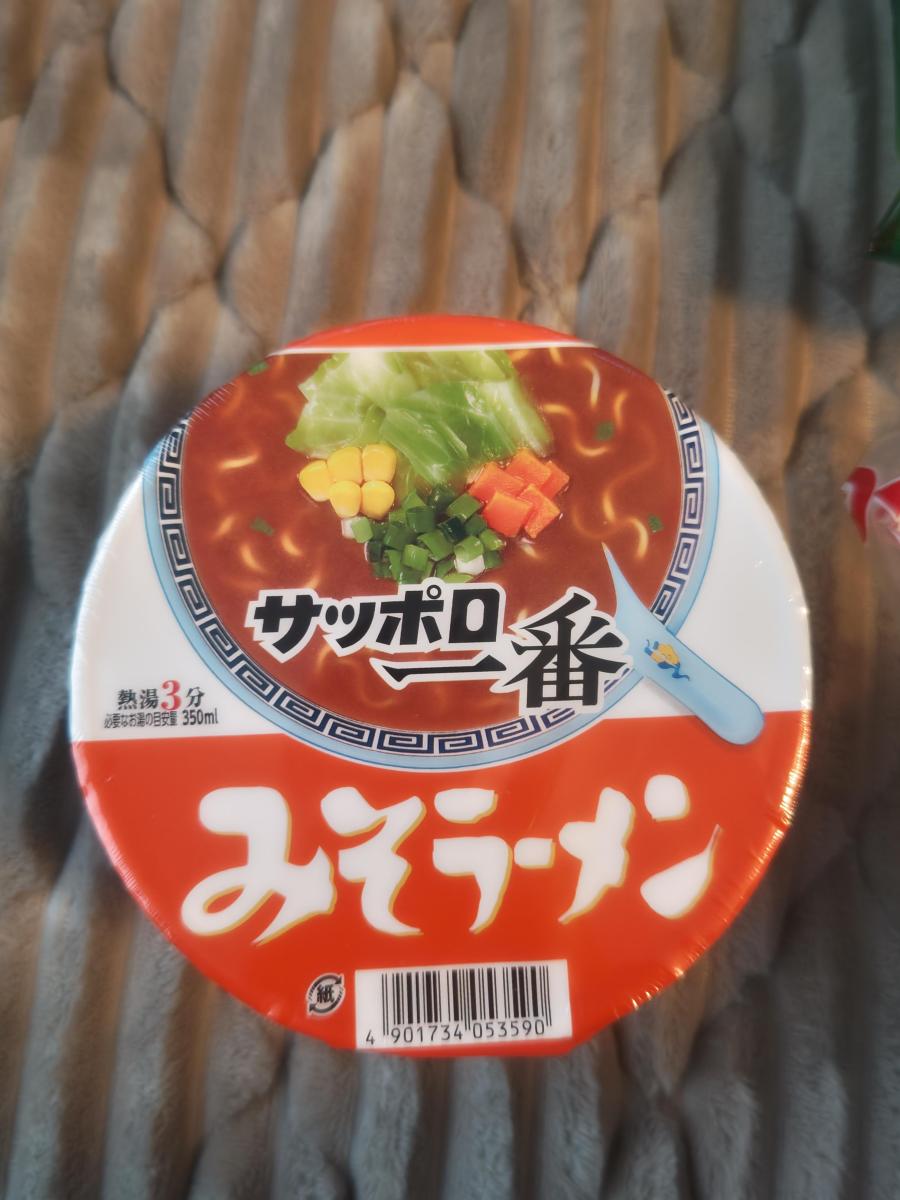 サッポロ
一番
熱湯3分
必要なお湯の目安量 350ml
みそラーメン
紙
4 901734 053590